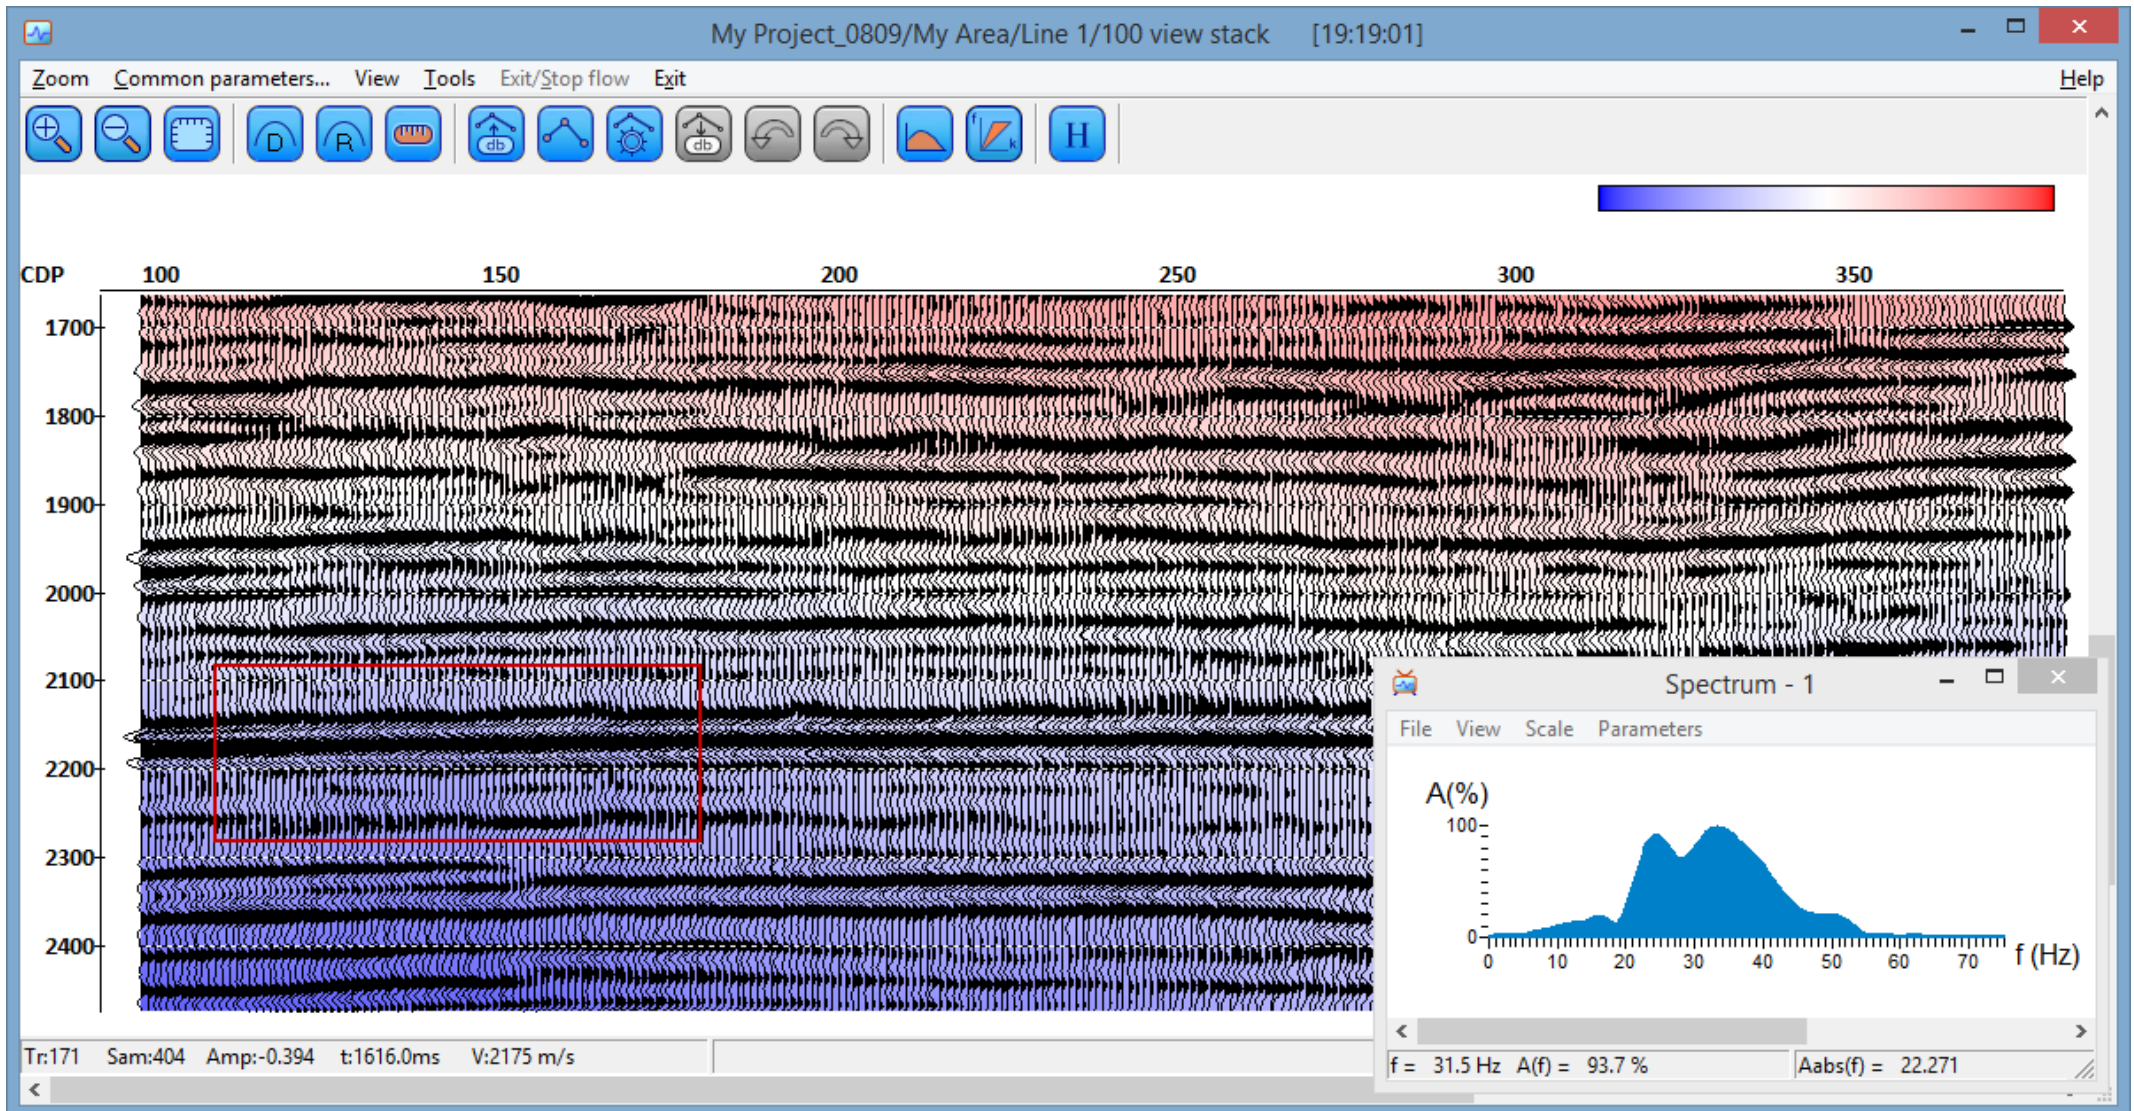 My Project_0809/My Area/Line 1/100 view stack [19:19:01]
Zoom Common parameters... View Tools Exit/Stop flow Exit Help
D R db db f k H
CDP 100 150 200 250 300 350
1700
1800
1900
2000
2100
2200
2300
2400
Spectrum - 1
File View Scale Parameters
A(%)
100
0
0 10 20 30 40 50 60 70 f (Hz)
f = 31.5 Hz A(f) = 93.7 % Aabs(f) = 22.271
Tr:171 Sam:404 Amp:-0.394 t:1616.0ms V:2175 m/s